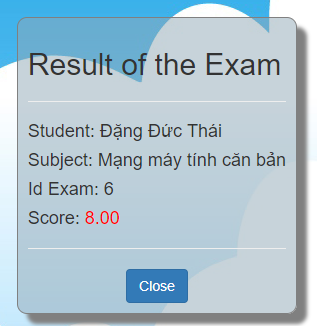 Result of the Exam
Student: Đặng Đức Thái
Subject: Mạng máy tính căn bản
Id Exam: 6
Score: 8.00
Close